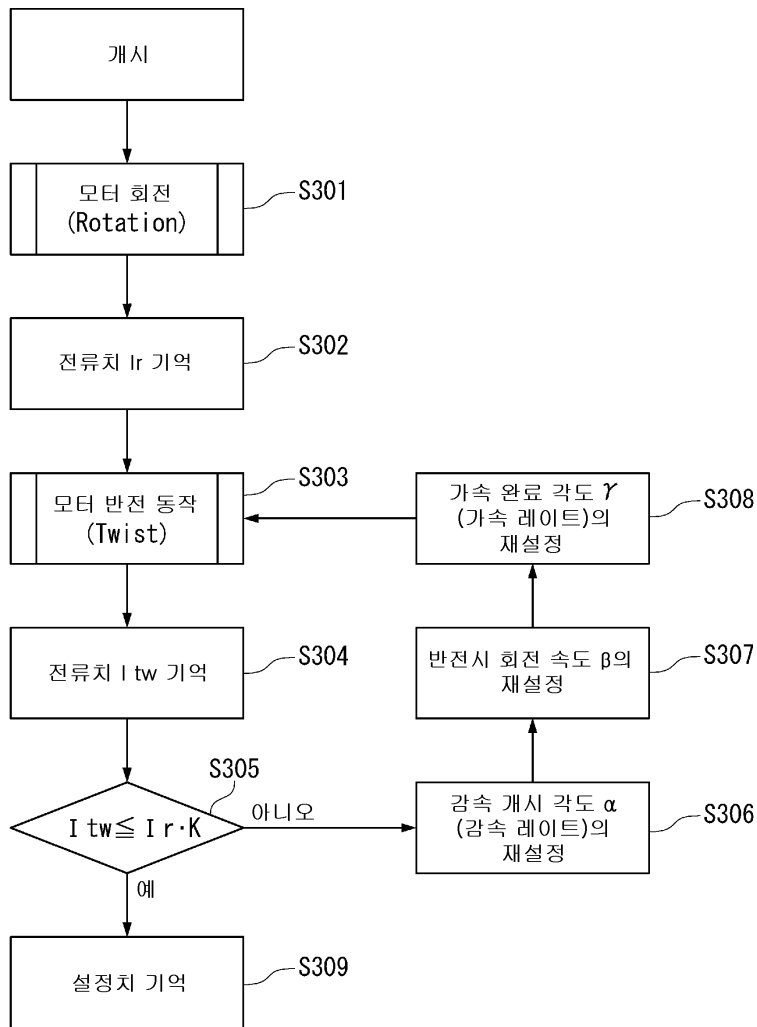 개시
모터 회전
(Rotation)
S301
전류치 Ir 기억
S302
모터 반전 동작
(Twist)
S303
가속 완료 각도 γ
(가속 레이트)의
재설정
S308
전류치 I tw 기억
S304
반전시 회전 속도 β의
재설정
S307
I tw≦ I r·K
S305
아니오
예
감속 개시 각도 α
(감속 레이트)의
재설정
S306
설정치 기억
S309